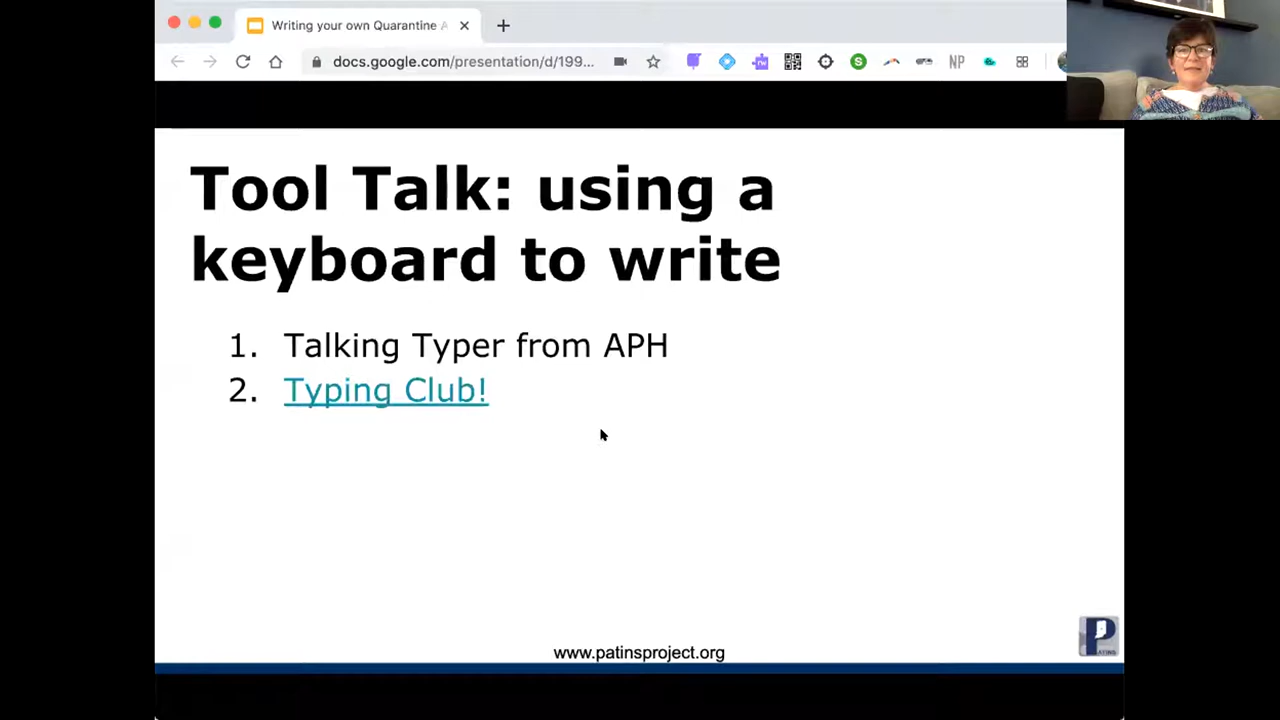 Writing your own Quarantine A
docs.google.com/presentation/d/199...
NP
Tool Talk: using a
keyboard to write
1. Talking Typer from APH
2. Typing Club!
www.patinsproject.org
P
PATINS